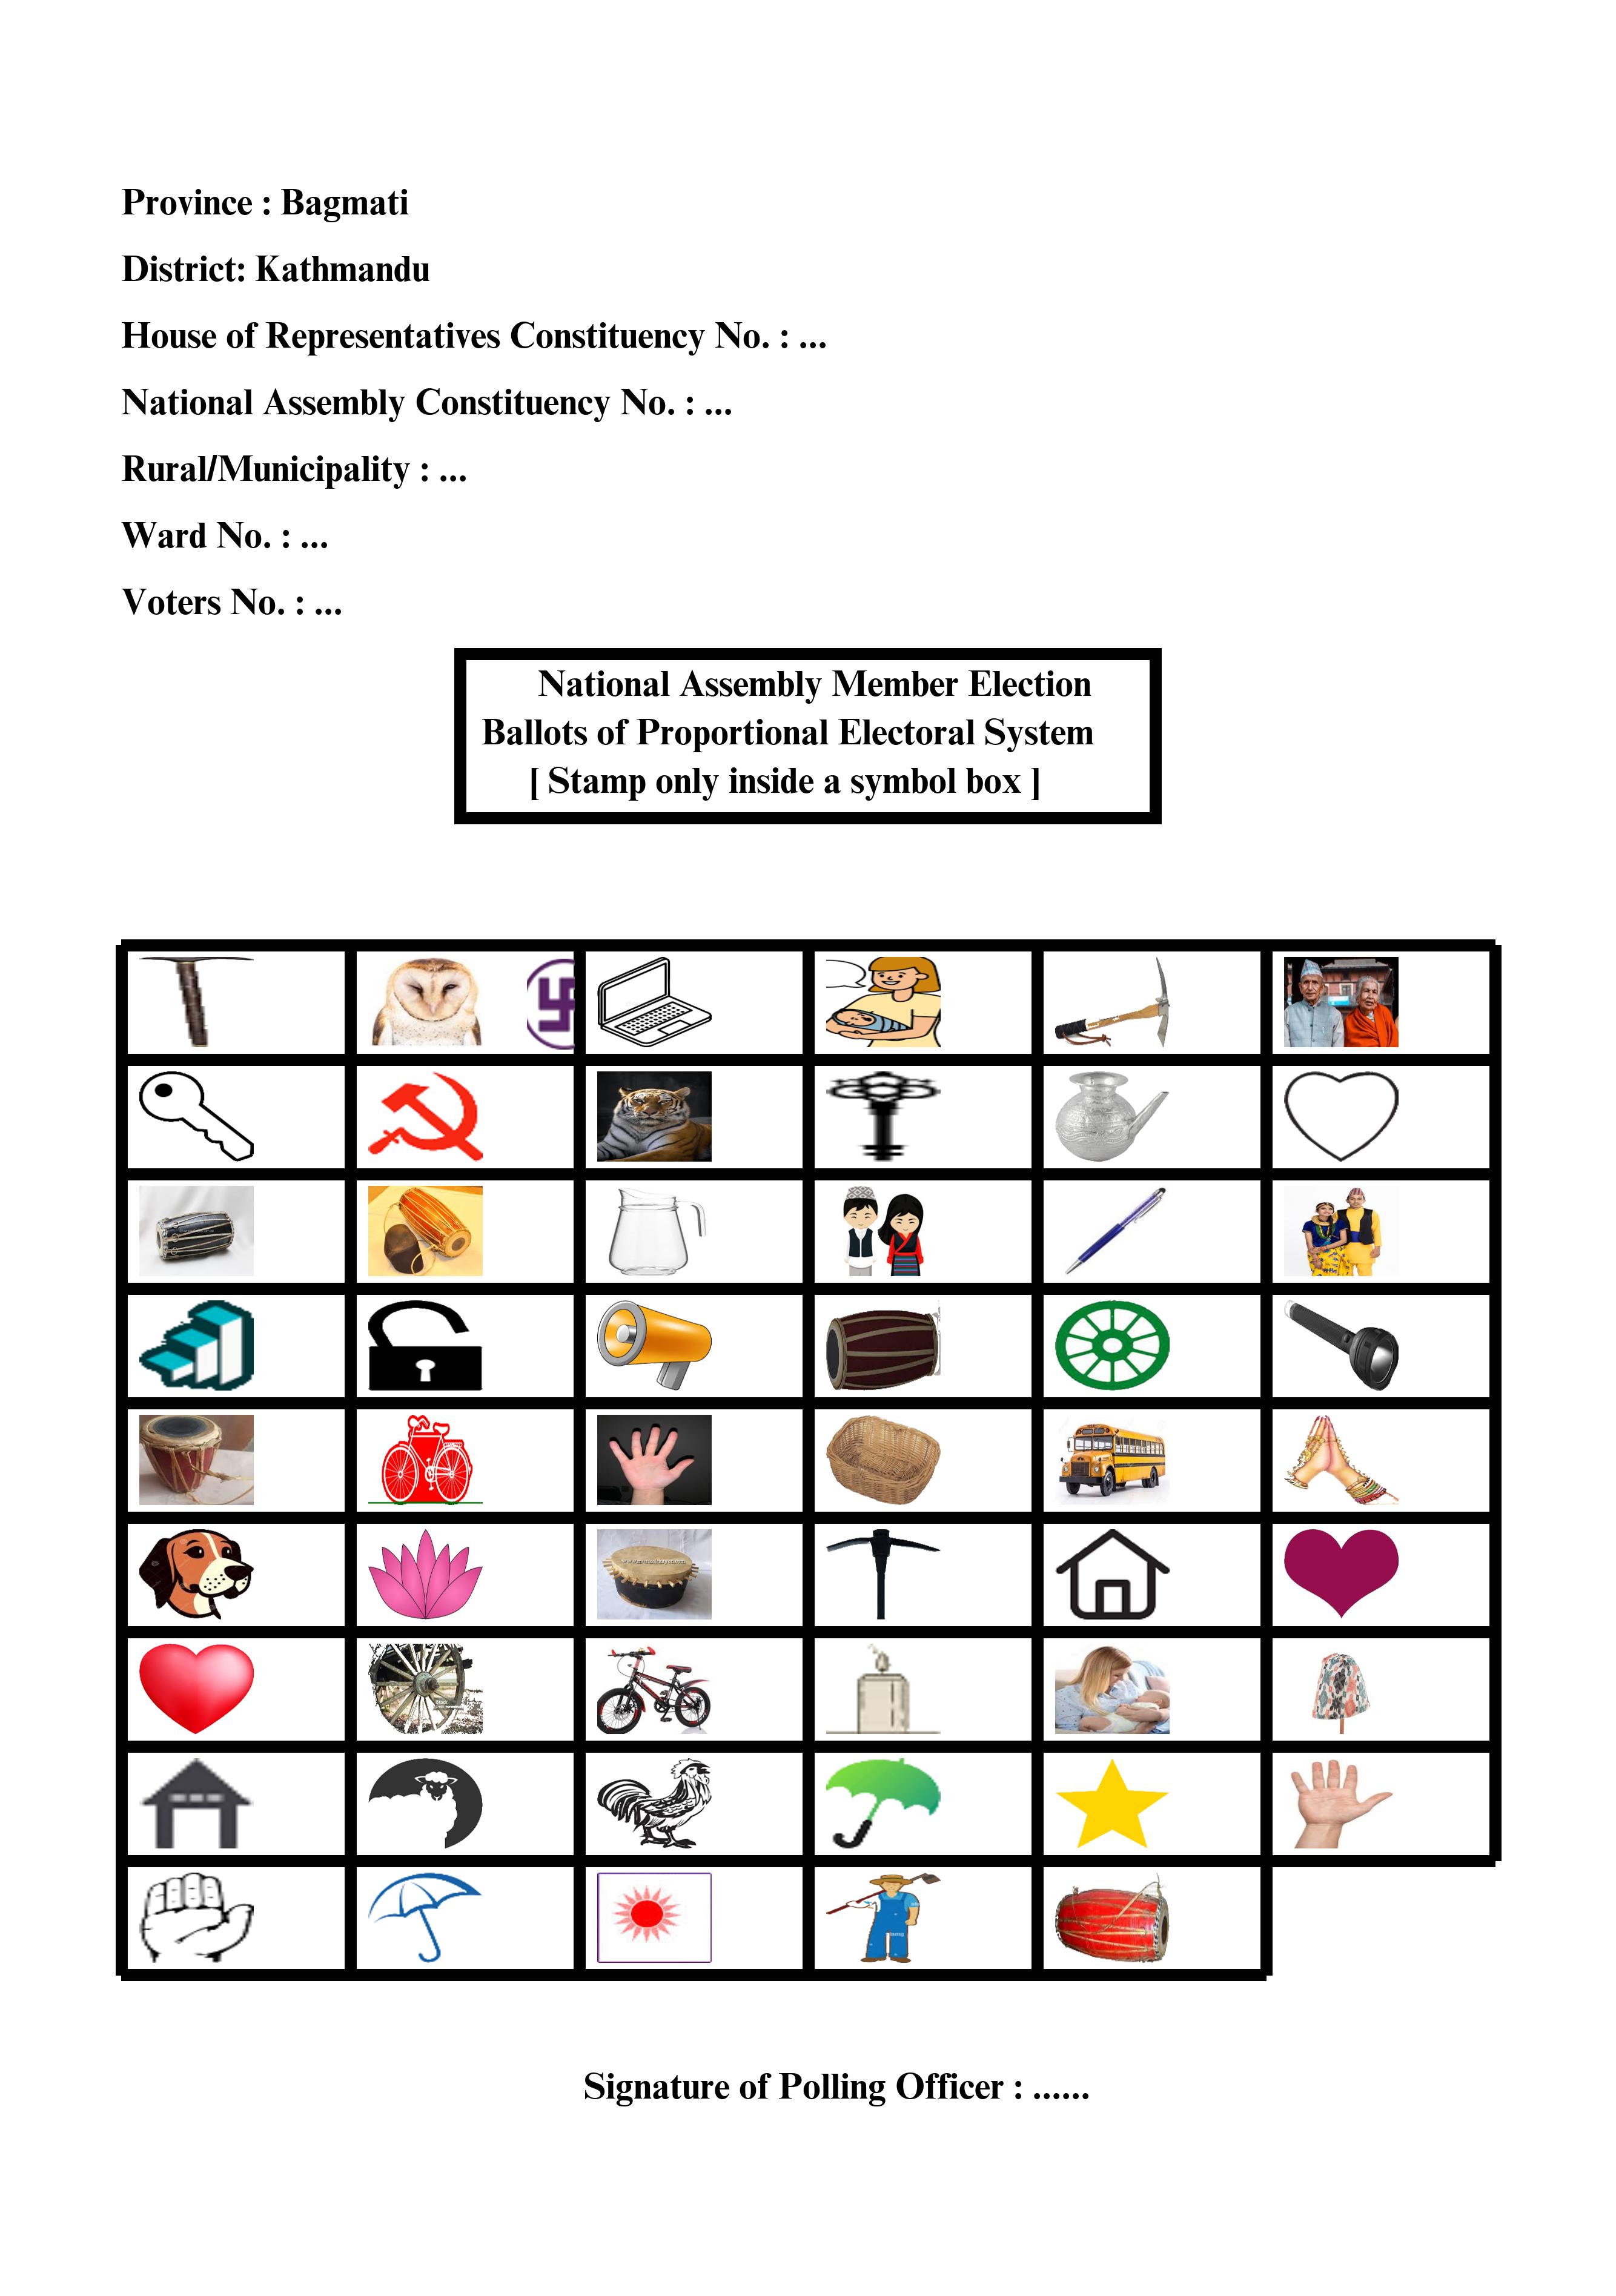 Province : Bagmati
District: Kathmandu
House of Representatives Constituency No. : ...
National Assembly Constituency No. : ...
Rural/Municipality : ...
Ward No. : ...
Voters No. : ...
National Assembly Member Election
Ballots of Proportional Electoral System
[ Stamp only inside a symbol box ]
Signature of Polling Officer : ......